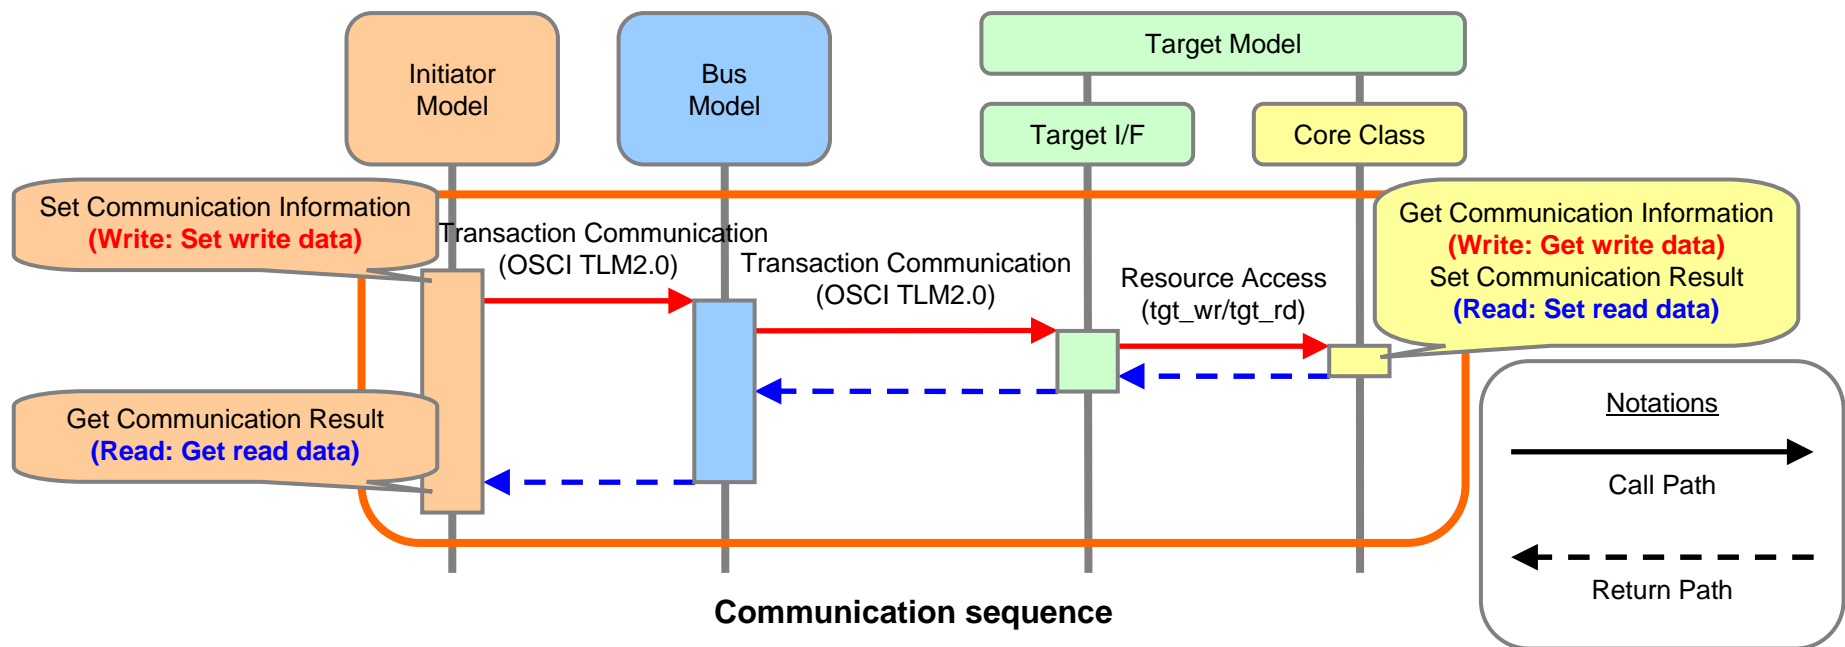 Initiator
Model
Bus
Model
Target Model
Target I/F
Core Class
Set Communication Information
(Write: Set write data)
Transaction Communication
(OSCI TLM2.0)
Transaction Communication
(OSCI TLM2.0)
Resource Access
(tgt_wr/tgt_rd)
Get Communication Information
(Write: Get write data)
Set Communication Result
(Read: Set read data)
Get Communication Result
(Read: Get read data)
Notations
Call Path
Return Path
Communication sequence